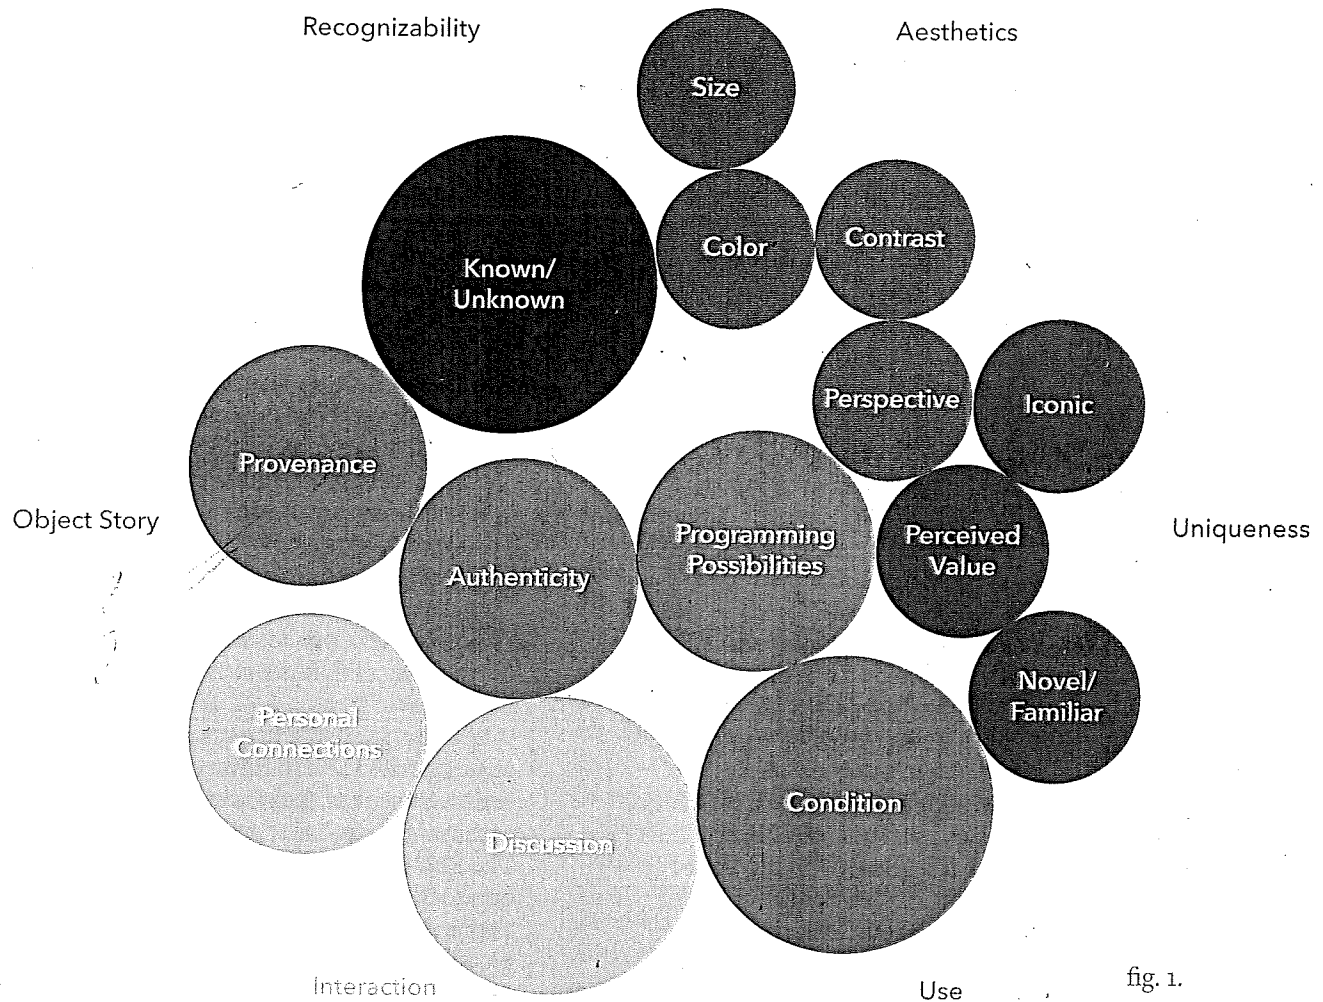 Recognizability
Aesthetics
Size
Color
Contrast
Known/
Unknown
Perspective
Iconic
Provenance
Object Story
Uniqueness
Programming
Possibilities
Perceived
Value
Authenticity
Novel/
Familiar
Personal
Connections
Condition
Discussion
Interaction
Use
fig. 1.